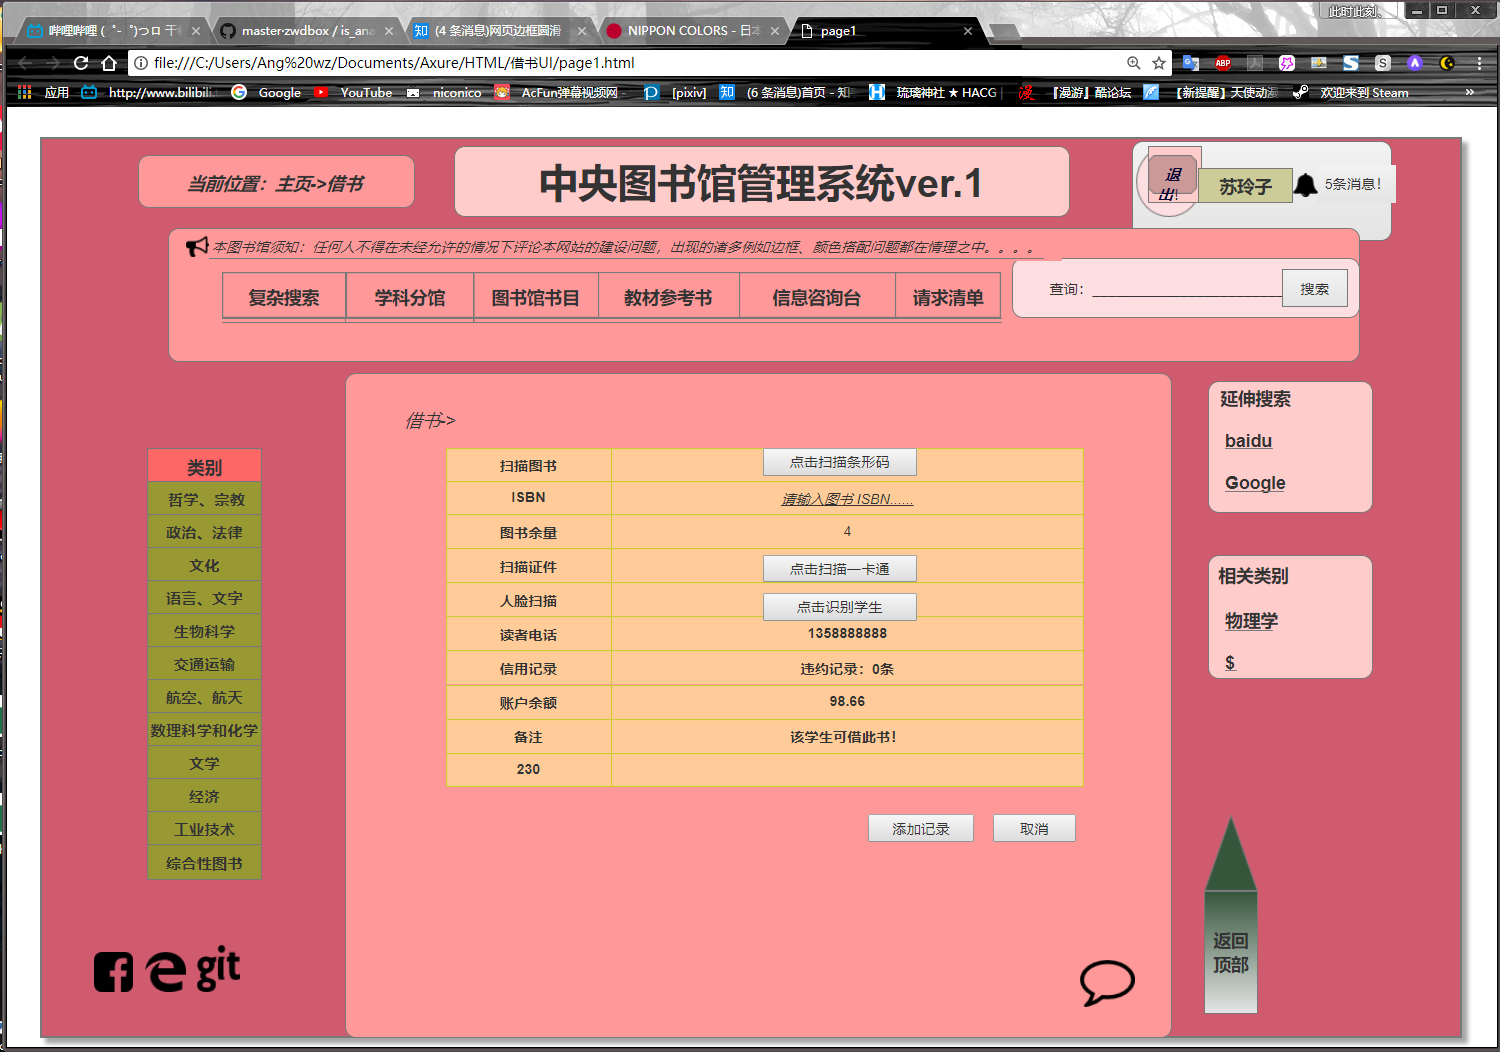 此时此刻、
哔哩哔哩 ( ゜- ゜)つロ 干
master·zwdbox / is_ana
(4 条消息)网页边框圆滑
NIPPON COLORS - 日本
page1
file:///C:/Users/Ang%20wz/Documents/Axure/HTML/借书UI/page1.html
应用 http://www.bilibili. Google YouTube niconico AcFun弹幕视频网 - [pixiv] (6 条消息)首页 - 知 琉璃神社 ★ HACG 【漫游】酷论坛 【新提醒】天使动漫 欢迎来到 Steam »
当前位置：主页->借书
中央图书馆管理系统ver.1
退出!
苏玲子
5条消息!
本图书馆须知：任何人不得在未经允许的情况下评论本网站的建设问题，出现的诸多例如边框、颜色搭配问题都在情理之中。。。。
复杂搜索 学科分馆 图书馆书目 教材参考书 信息咨询台 请求清单
查询：
搜索
借书->
类别
哲学、宗教
政治、法律
文化
语言、文字
生物科学
交通运输
航空、航天
数理科学和化学
文学
经济
工业技术
综合性图书
扫描图书 点击扫描条形码
ISBN 请输入图书 ISBN......
图书余量 4
扫描证件 点击扫描一卡通
人脸扫描 点击识别学生
读者电话 1358888888
信用记录 违约记录：0条
账户余额 98.66
备注 该学生可借此书!
230
添加记录 取消
延伸搜索
baidu
Google
相关类别
物理学
$
返回
顶部
git